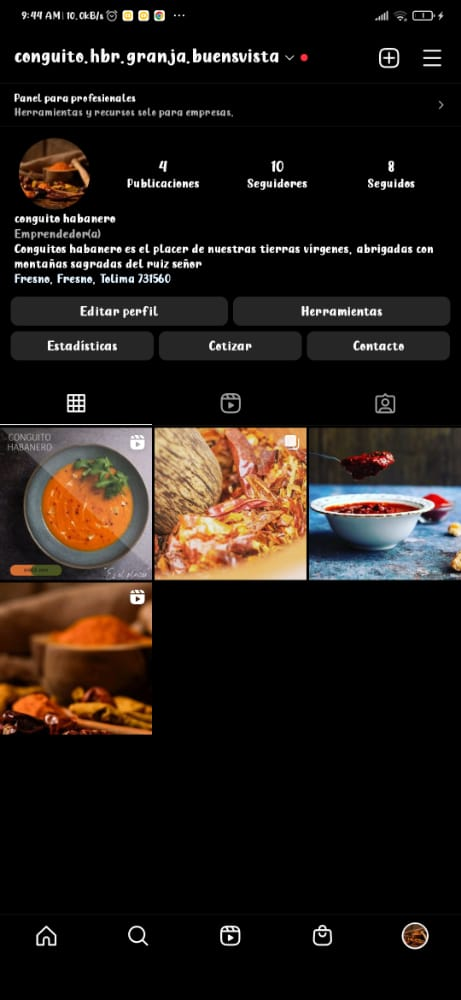 9:44 AM | 10,0KB/s
conguito.hbr.granja.buensvista
Panel para profesionales
Herramientas y recursos solo para empresas.
4 10 8
Publicaciones Seguidores Seguidos
conguito habanero
Emprendedor(a)
Conguitos habanero es el placer de nuestras tierras vírgenes, abrigadas con
montañas sagradas del ruiz señor
Fresno, Fresno, Tolima 731560
Editar perfil Herramientas
Estadísticas Cotizar Contacto
CONGUITO
HABANERO
"Es el placer